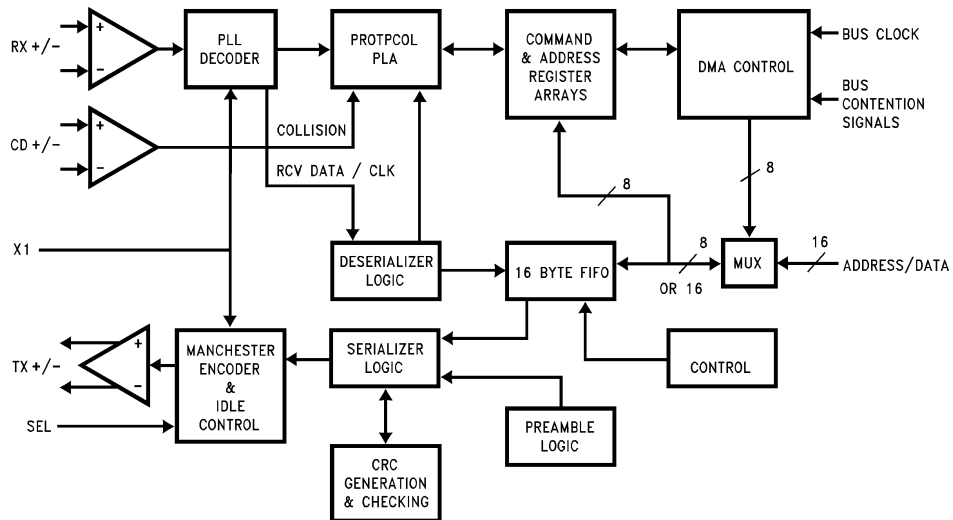 RX +/-
+
−
PLL
DECODER
PROTPCOL
PLA
COMMAND
& ADDRESS
REGISTER
ARRAYS
DMA CONTROL
BUS CLOCK
BUS
CONTENTION
SIGNALS
CD +/-
+
−
COLLISION
RCV DATA / CLK
8
8
X1
DESERIALIZER
LOGIC
16 BYTE FIFO
8
OR 16
MUX
16
ADDRESS/DATA
TX +/-
+
−
MANCHESTER
ENCODER
&
IDLE
CONTROL
SERIALIZER
LOGIC
CONTROL
SEL
PREAMBLE
LOGIC
CRC
GENERATION
& CHECKING